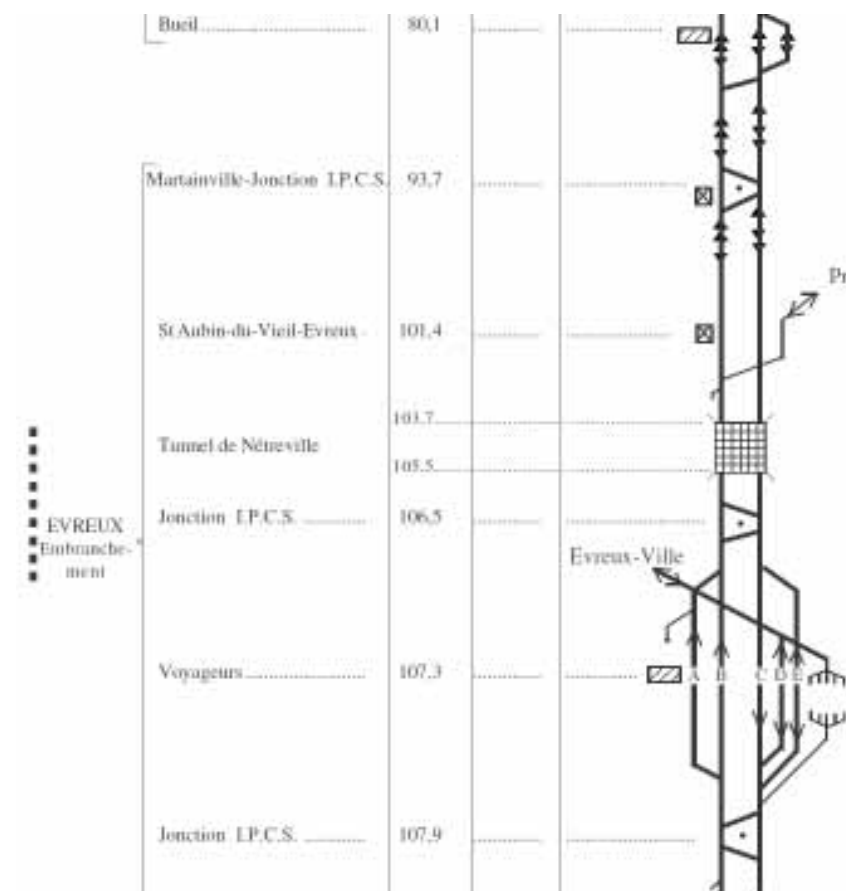 Bueil 80,1
Martainville-Jonction I.P.C.S. 93,7
Pr
St Aubin-du-Vieil-Evreux 101,4
103,7
Tunnel de Nétreville
105,5
Jonction I.P.C.S. 106,5
EVREUX
Embranche-
ment
Evreux-Ville
Voyageurs 107,3 A B C D E
Jonction I.P.C.S. 107,9